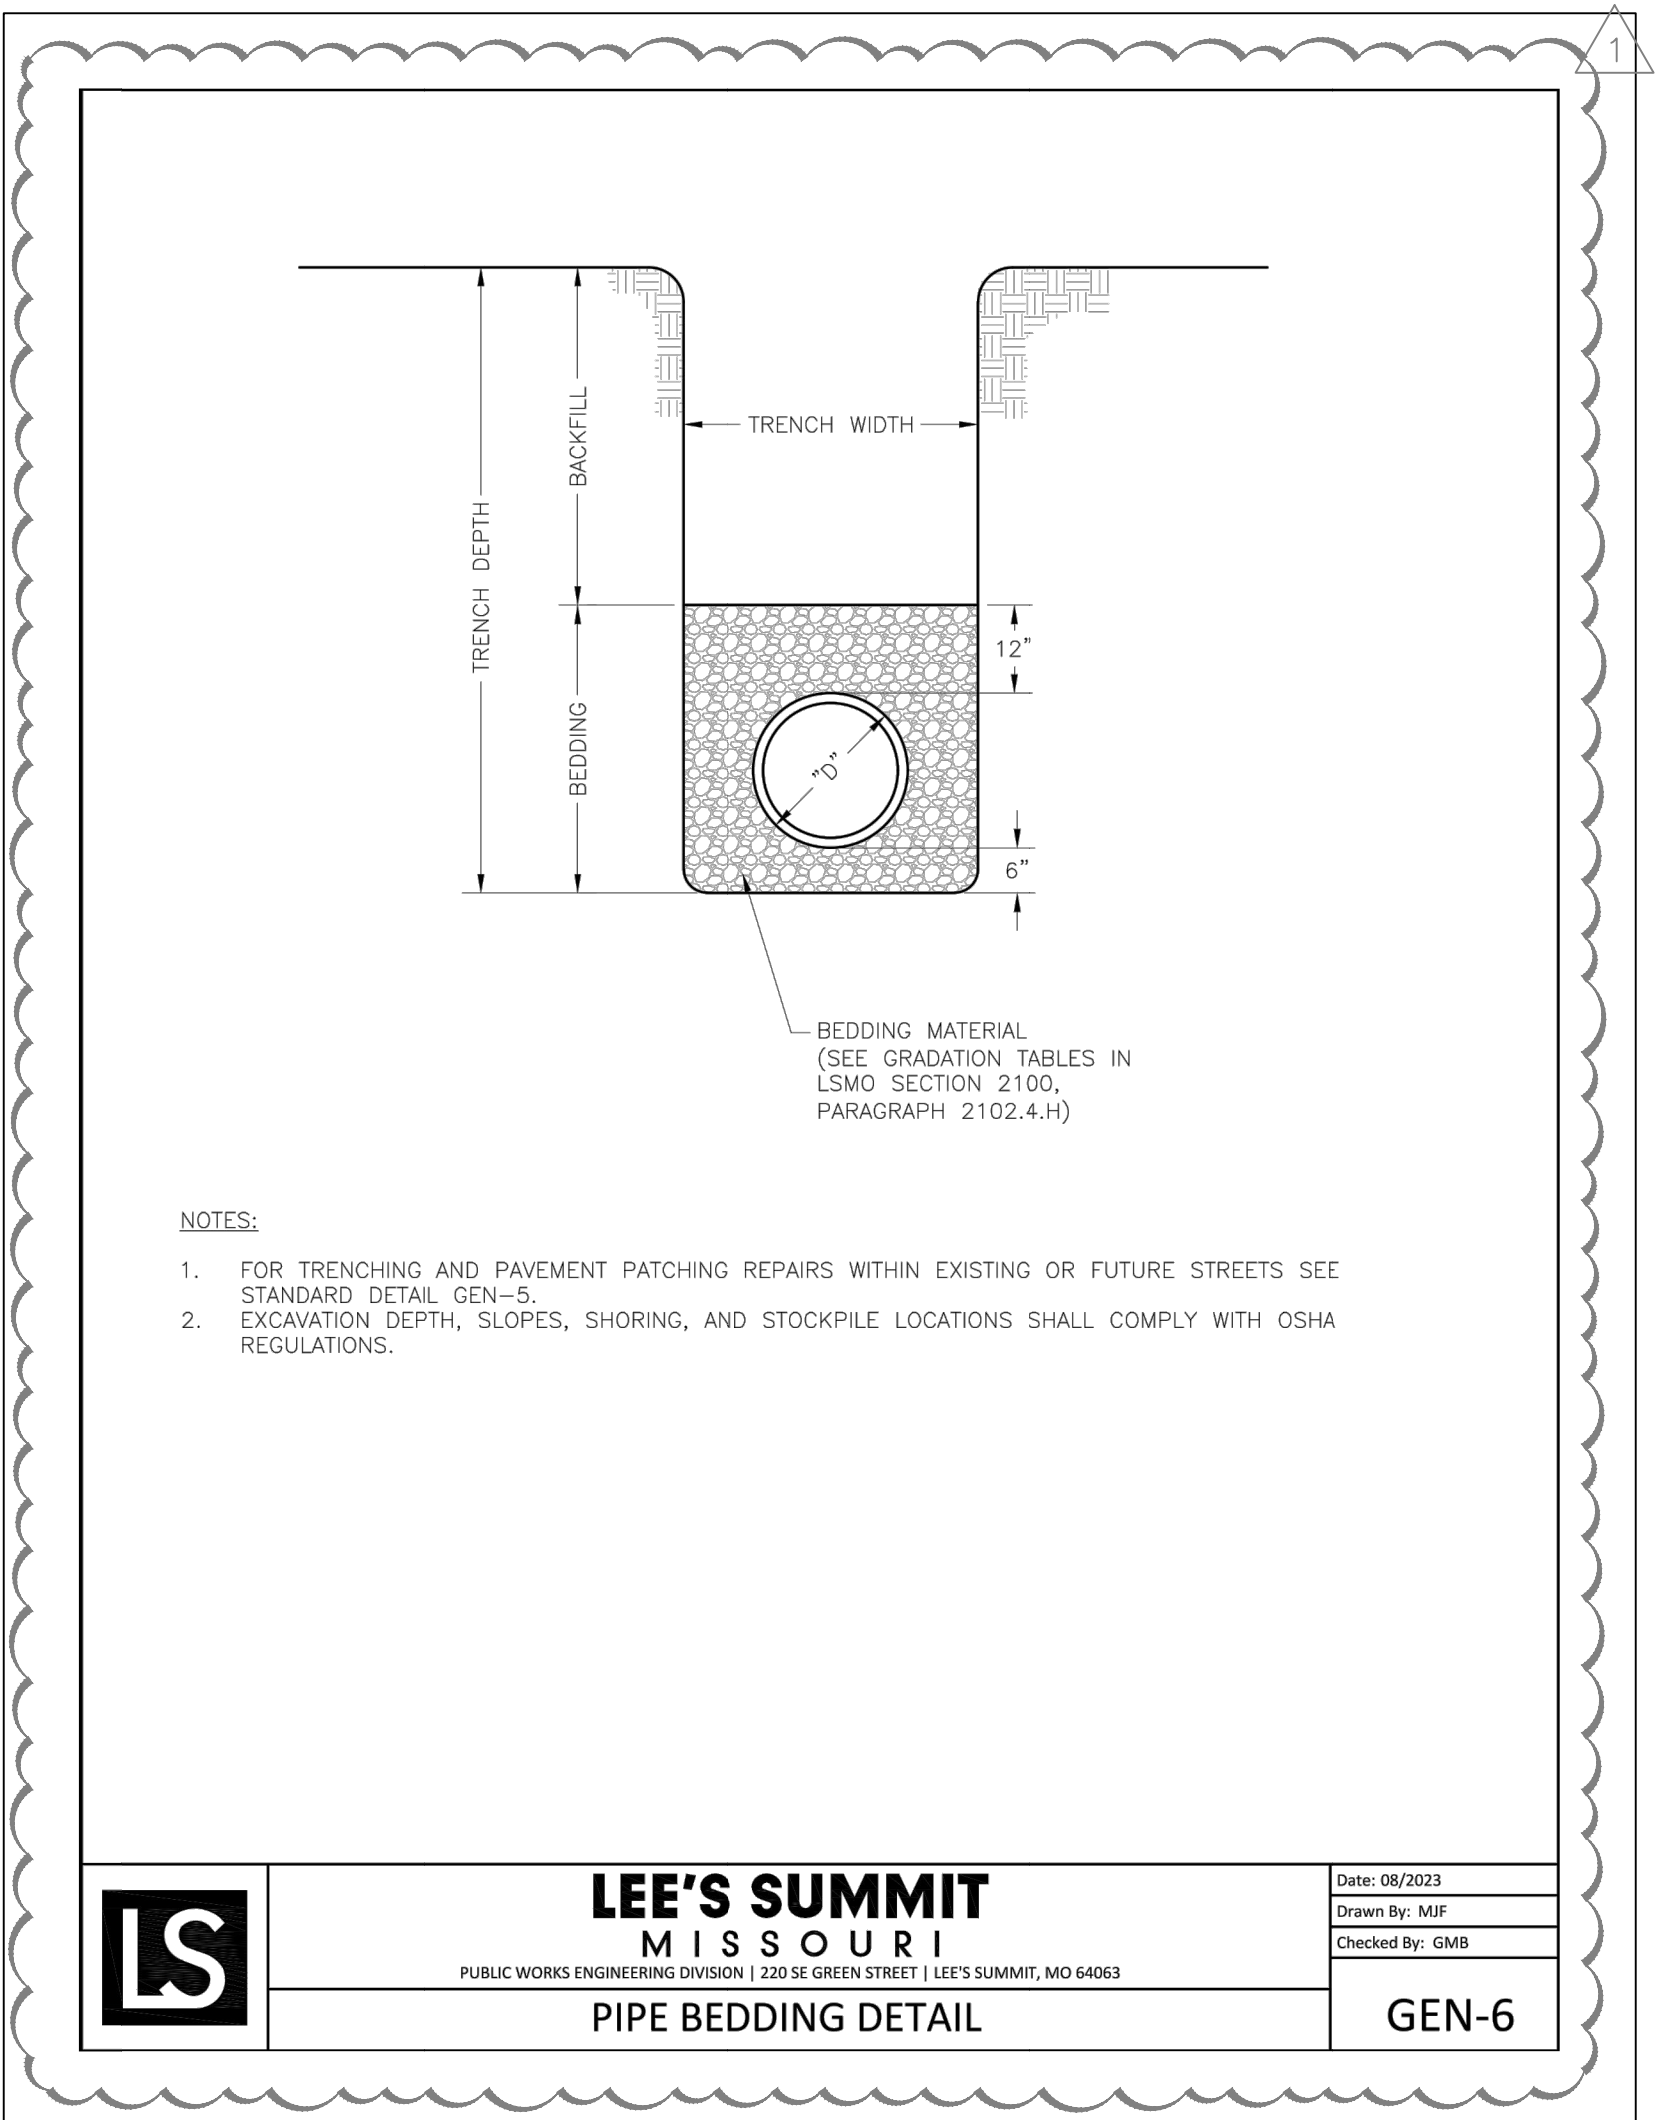 1
TRENCH WIDTH
BACKFILL
TRENCH DEPTH
12"
BEDDING
"D"
6"
BEDDING MATERIAL
(SEE GRADATION TABLES IN
LSMO SECTION 2100,
PARAGRAPH 2102.4.H)
NOTES:
1. FOR TRENCHING AND PAVEMENT PATCHING REPAIRS WITHIN EXISTING OR FUTURE STREETS SEE
STANDARD DETAIL GEN-5.
2. EXCAVATION DEPTH, SLOPES, SHORING, AND STOCKPILE LOCATIONS SHALL COMPLY WITH OSHA
REGULATIONS.
LS
LEE'S SUMMIT
MISSOURI
PUBLIC WORKS ENGINEERING DIVISION | 220 SE GREEN STREET | LEE'S SUMMIT, MO 64063
PIPE BEDDING DETAIL
Date: 08/2023
Drawn By: MJF
Checked By: GMB
GEN-6